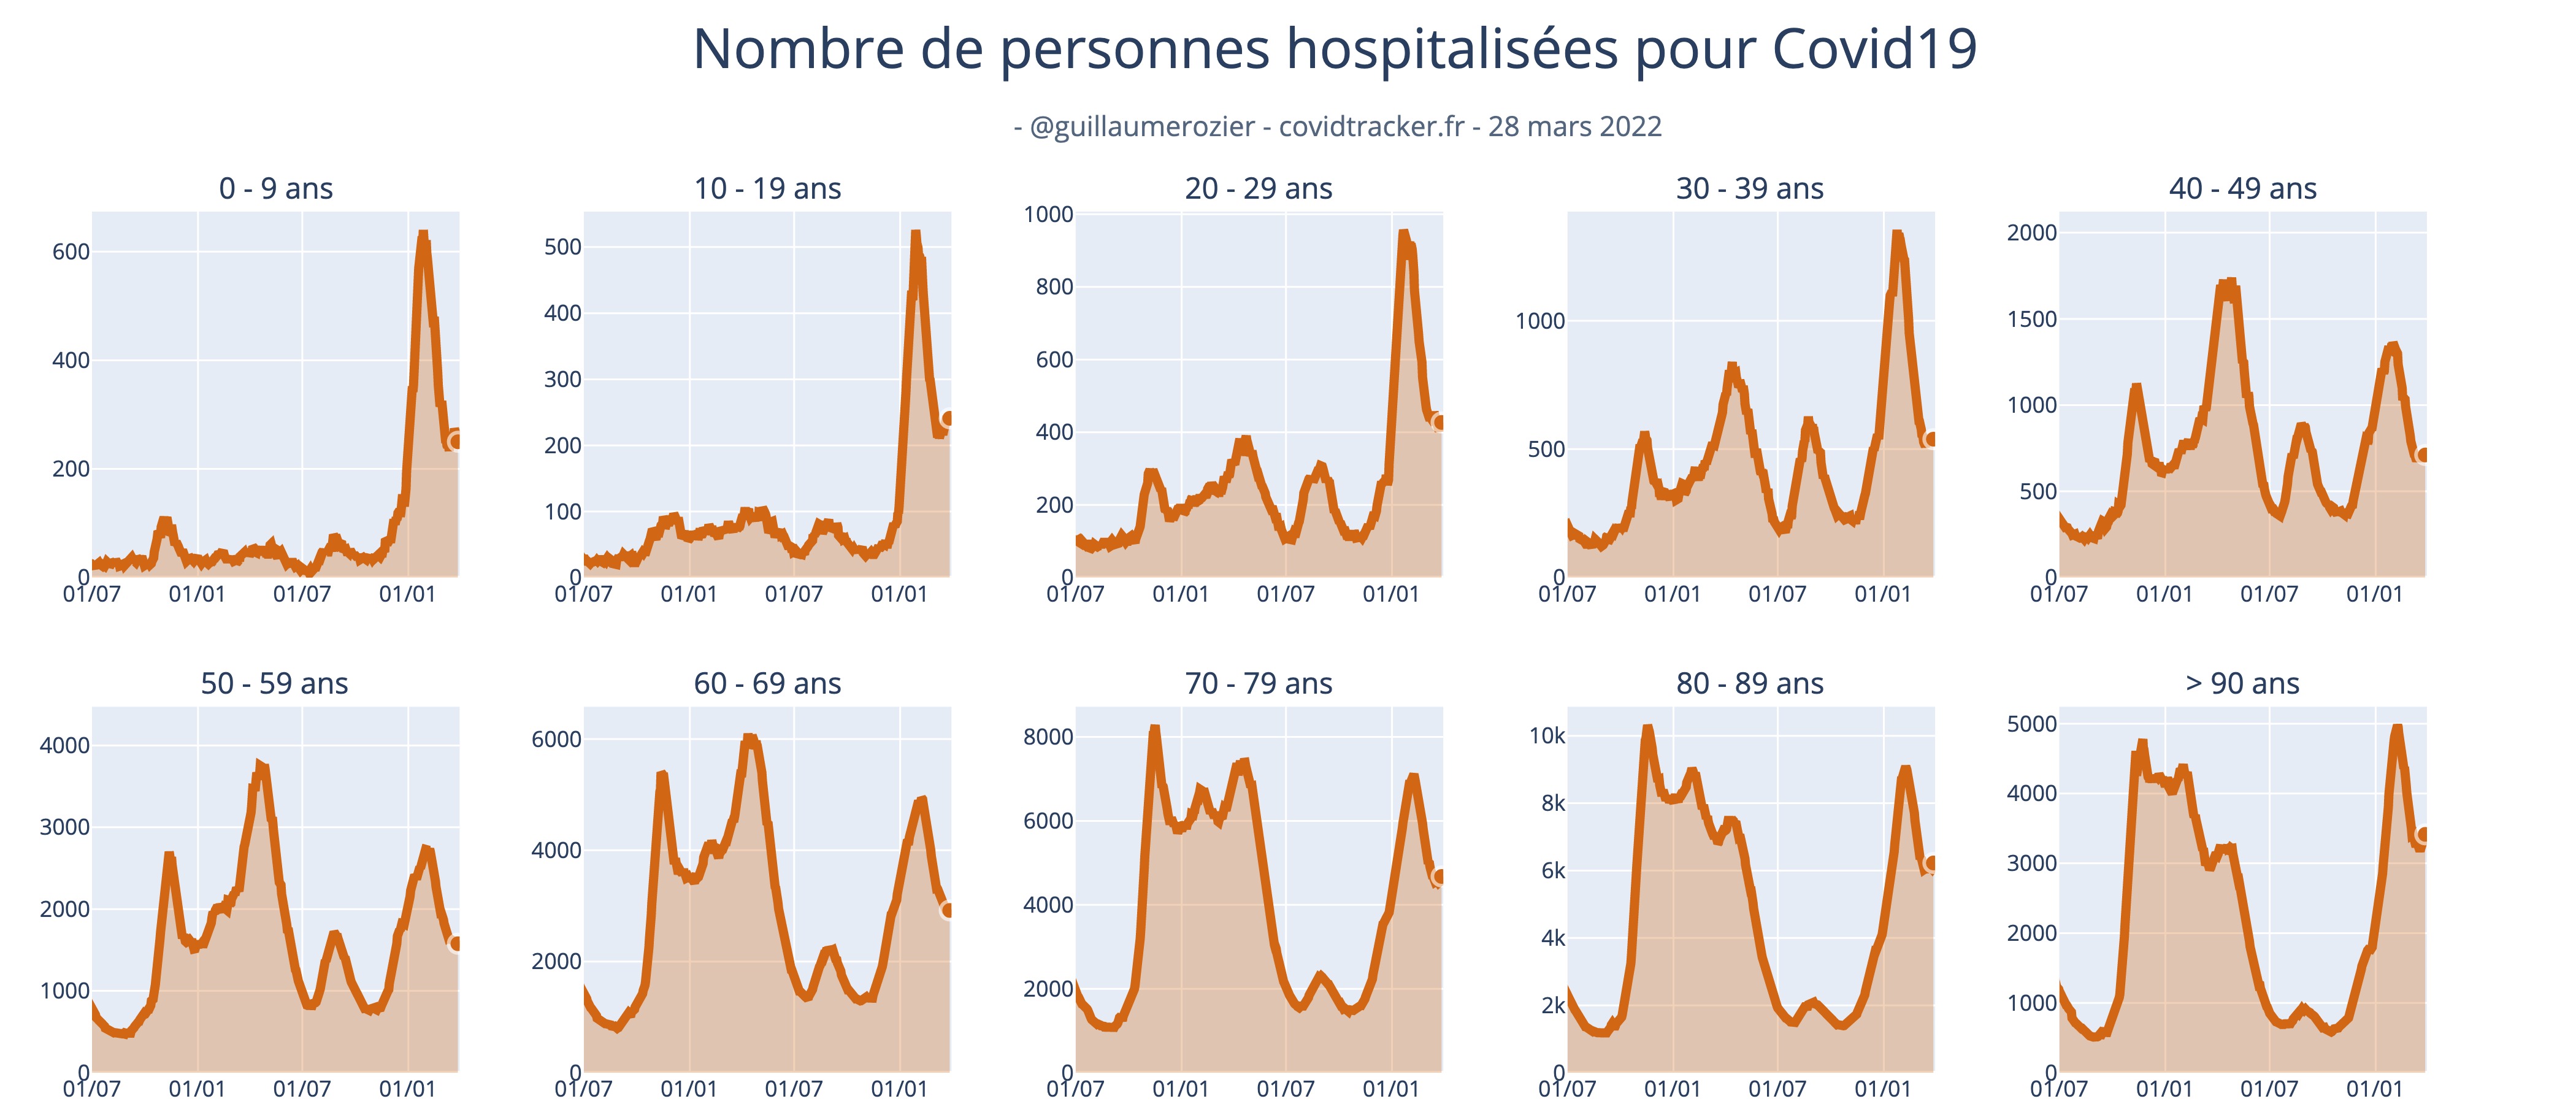 Nombre de personnes hospitalisées pour Covid19
- @guillaumerozier - covidtracker.fr - 28 mars 2022
0 - 9 ans
600
400
200
0
01/07 01/01 01/07 01/01
10 - 19 ans
500
400
300
200
100
0
01/07 01/01 01/07 01/01
20 - 29 ans
1000
800
600
400
200
0
01/07 01/01 01/07 01/01
30 - 39 ans
1000
500
0
01/07 01/01 01/07 01/01
40 - 49 ans
2000
1500
1000
500
0
01/07 01/01 01/07 01/01
50 - 59 ans
4000
3000
2000
1000
0
01/07 01/01 01/07 01/01
60 - 69 ans
6000
4000
2000
0
01/07 01/01 01/07 01/01
70 - 79 ans
8000
6000
4000
2000
0
01/07 01/01 01/07 01/01
80 - 89 ans
10k
8k
6k
4k
2k
0
01/07 01/01 01/07 01/01
> 90 ans
5000
4000
3000
2000
1000
0
01/07 01/01 01/07 01/01